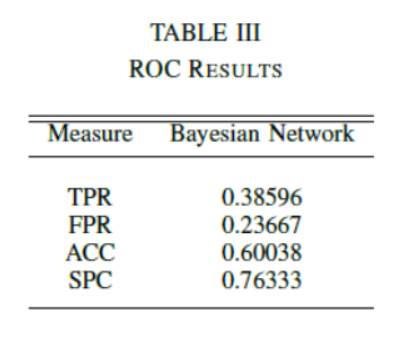 TABLE III
ROC RESULTS
Measure Bayesian Network
TPR 0.38596
FPR 0.23667
ACC 0.60038
SPC 0.76333